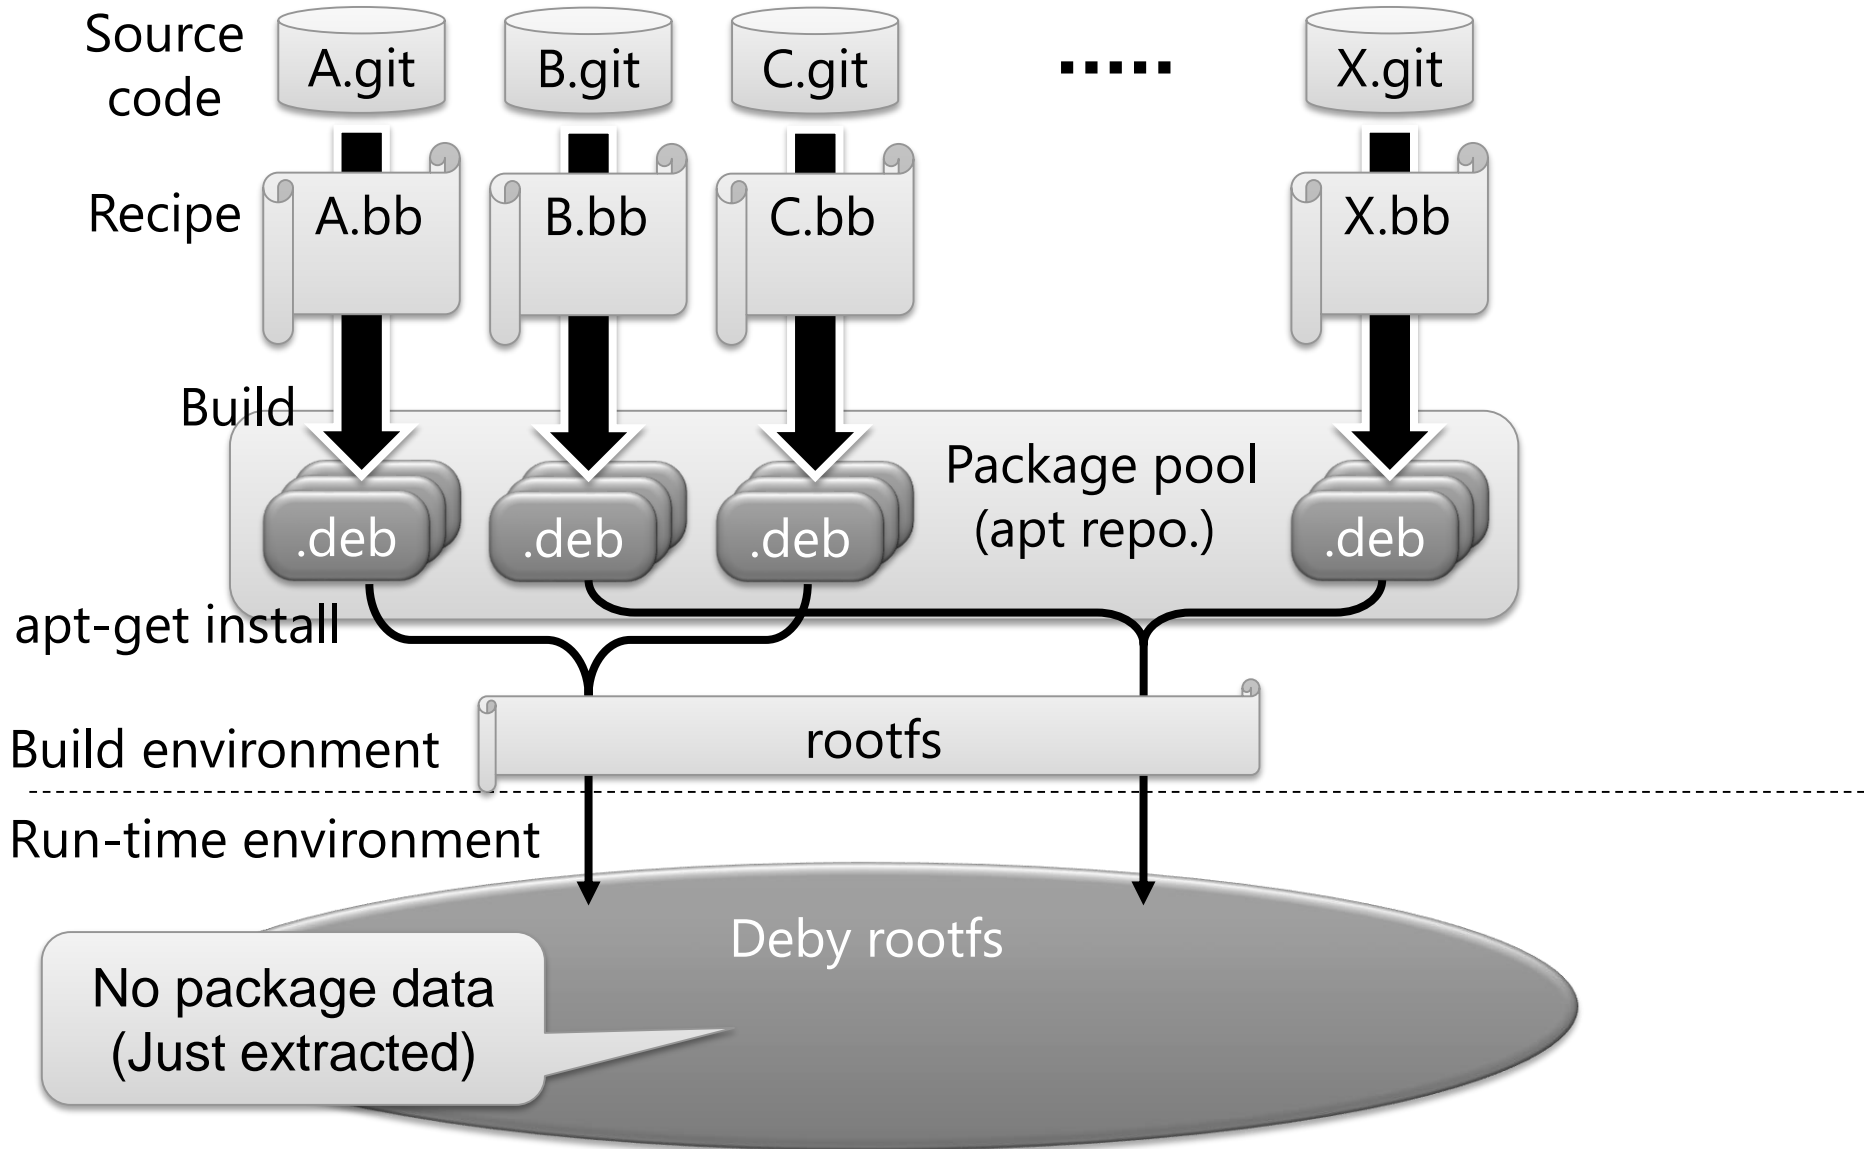 Source
code
A.git
B.git
C.git
.....
X.git
Recipe
A.bb
B.bb
C.bb
X.bb
Build
Package pool
(apt repo.)
.deb
.deb
.deb
.deb
apt-get install
Build environment
rootfs
Run-time environment
Deby rootfs
No package data
(Just extracted)